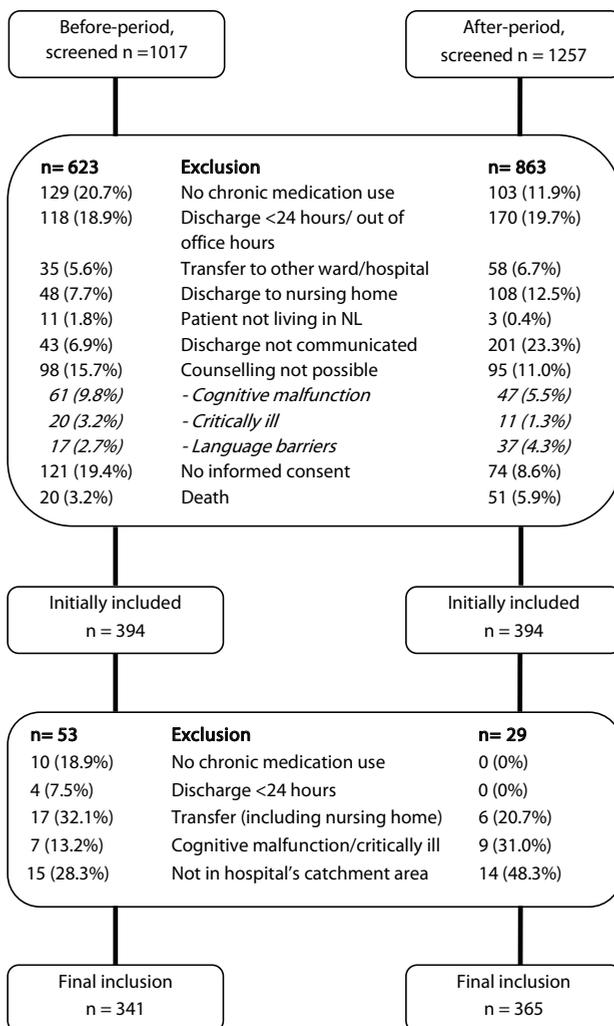 Before-period,
screened n =1017
After-period,
screened n = 1257
n= 623 Exclusion n= 863
129 (20.7%) No chronic medication use 103 (11.9%)
118 (18.9%) Discharge <24 hours/ out of 170 (19.7%)
office hours
35 (5.6%) Transfer to other ward/hospital 58 (6.7%)
48 (7.7%) Discharge to nursing home 108 (12.5%)
11 (1.8%) Patient not living in NL 3 (0.4%)
43 (6.9%) Discharge not communicated 201 (23.3%)
98 (15.7%) Counselling not possible 95 (11.0%)
61 (9.8%) - Cognitive malfunction 47 (5.5%)
20 (3.2%) - Critically ill 11 (1.3%)
17 (2.7%) - Language barriers 37 (4.3%)
121 (19.4%) No informed consent 74 (8.6%)
20 (3.2%) Death 51 (5.9%)
Initially included
n = 394
Initially included
n = 394
n= 53 Exclusion n= 29
10 (18.9%) No chronic medication use 0 (0%)
4 (7.5%) Discharge <24 hours 0 (0%)
17 (32.1%) Transfer (including nursing home) 6 (20.7%)
7 (13.2%) Cognitive malfunction/critically ill 9 (31.0%)
15 (28.3%) Not in hospital's catchment area 14 (48.3%)
Final inclusion
n = 341
Final inclusion
n = 365